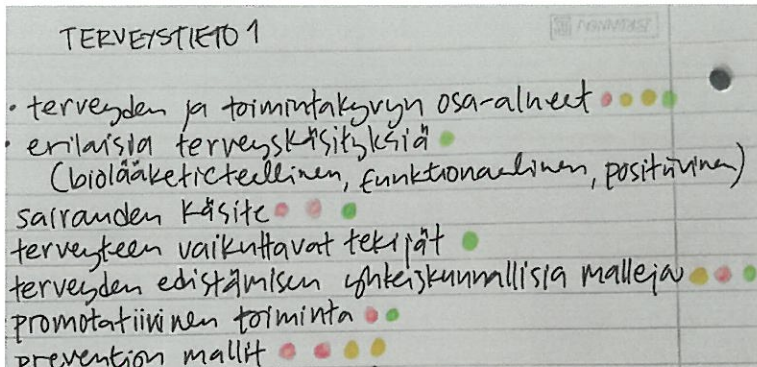 TERVEYSTIETO 1
• terveyden ja toimintakyvyn osa-alueet
• erilaisia terveyskäsityksiä
(biolääketieteellinen, funktionaalinen, positiivinen)
sairauden käsite
terveyteen vaikuttavat tekijät
terveyden edistämisen yhteiskunnallisia malleja
promotatiivinen toiminta
prevention mallit